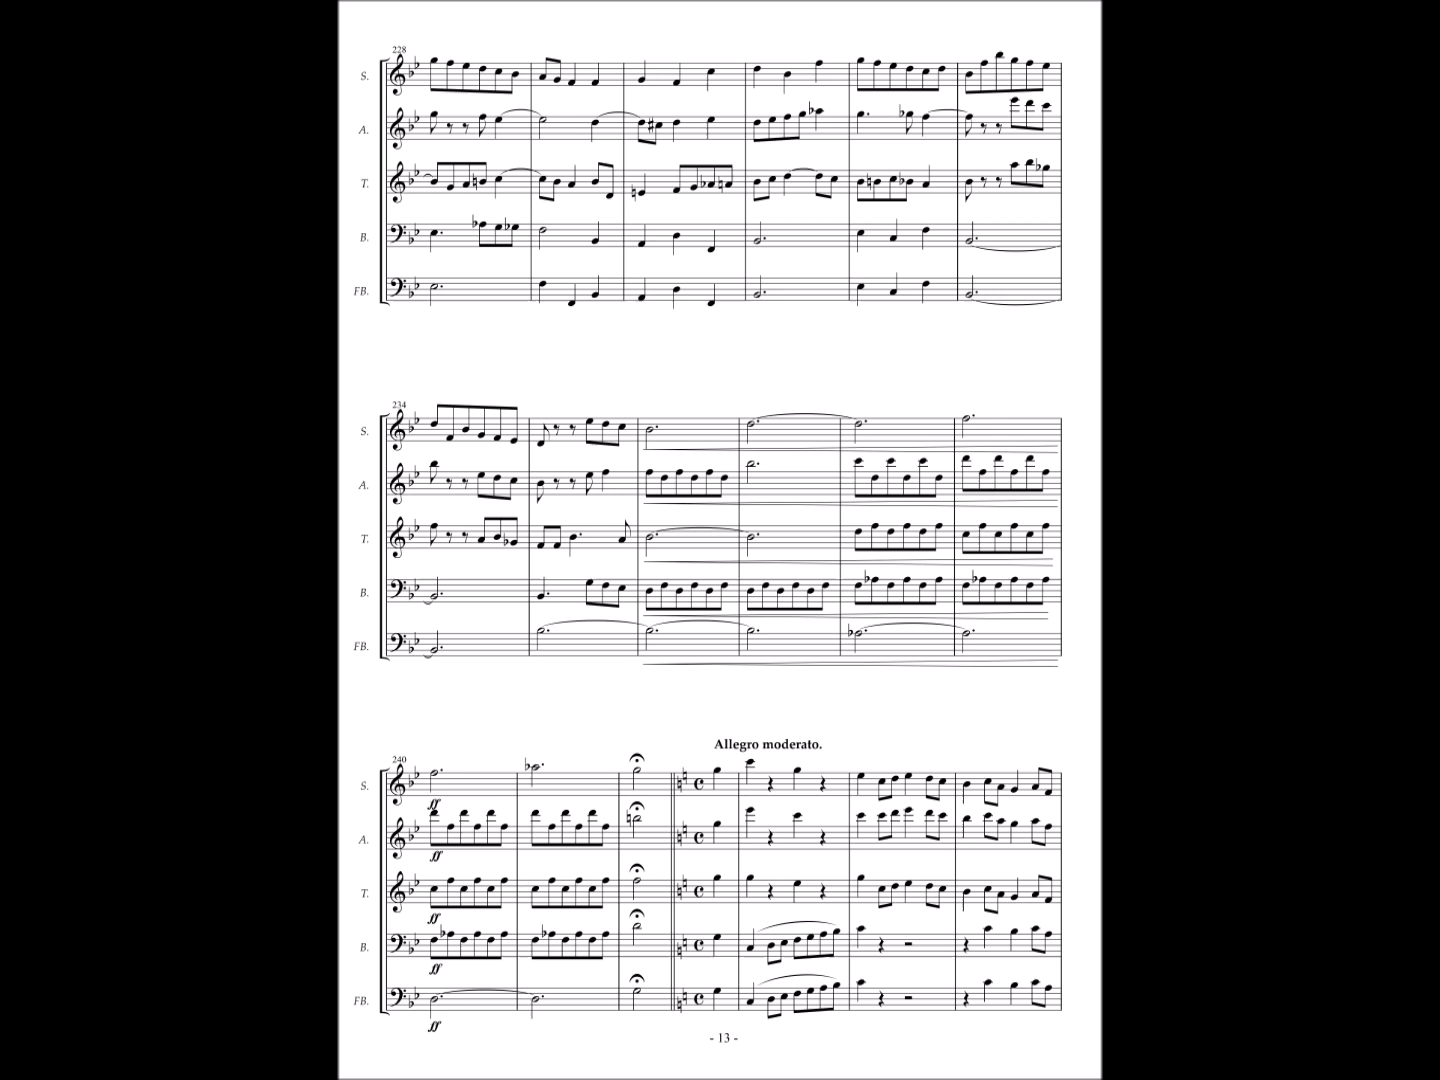 228
S.
A.
T.
B.
FB.
234
S.
A.
T.
B.
FB.
Allegro moderato.
240
S.
ff
A.
ff
T.
ff
B.
ff
FB.
ff
- 13 -